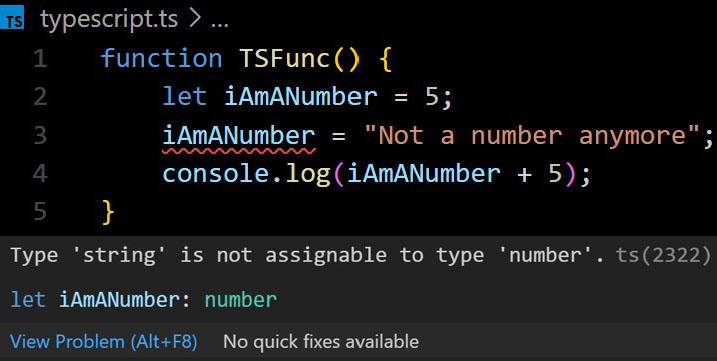 TS typescript.ts > ...
1 function TSFunc() {
2     let iAmANumber = 5;
3     iAmANumber = "Not a number anymore";
4     console.log(iAmANumber + 5);
5 }
Type 'string' is not assignable to type 'number'. ts(2322)
let iAmANumber: number
View Problem (Alt+F8) No quick fixes available